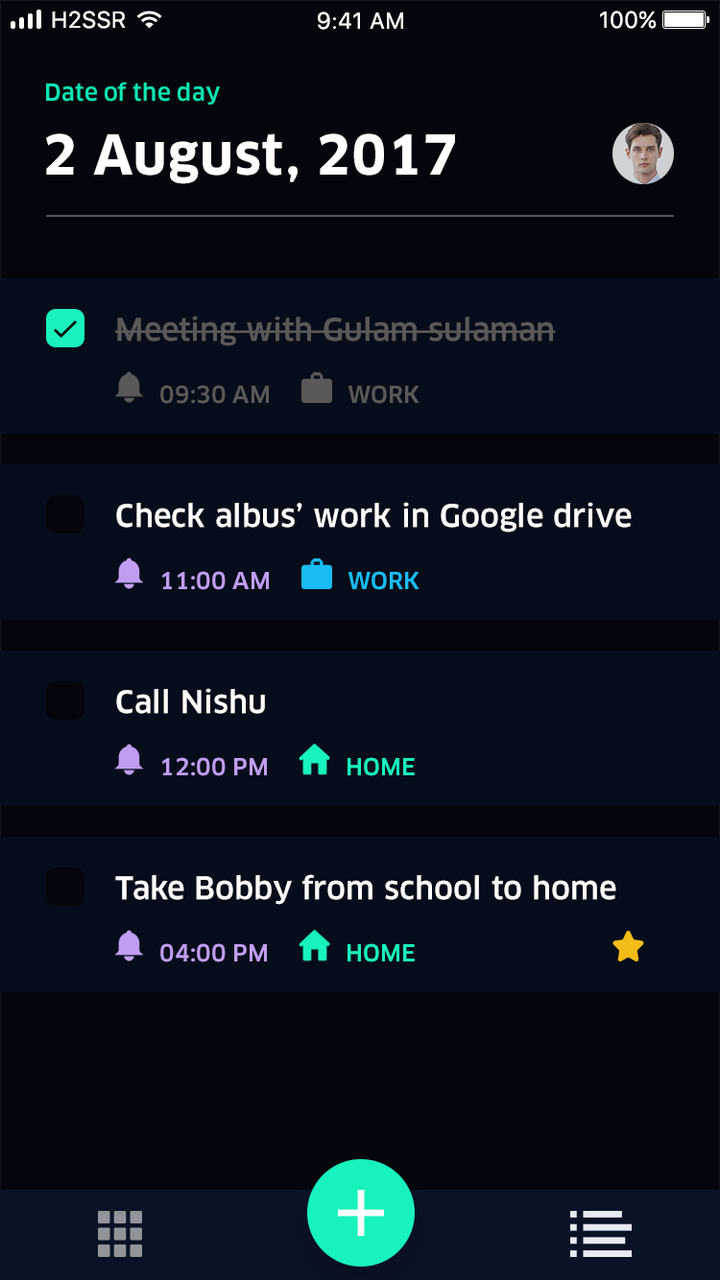 H2SSR 9:41 AM 100%
Date of the day
2 August, 2017
Meeting with Gulam sulaman
09:30 AM WORK
Check albus’ work in Google drive
11:00 AM WORK
Call Nishu
12:00 PM HOME
Take Bobby from school to home
04:00 PM HOME